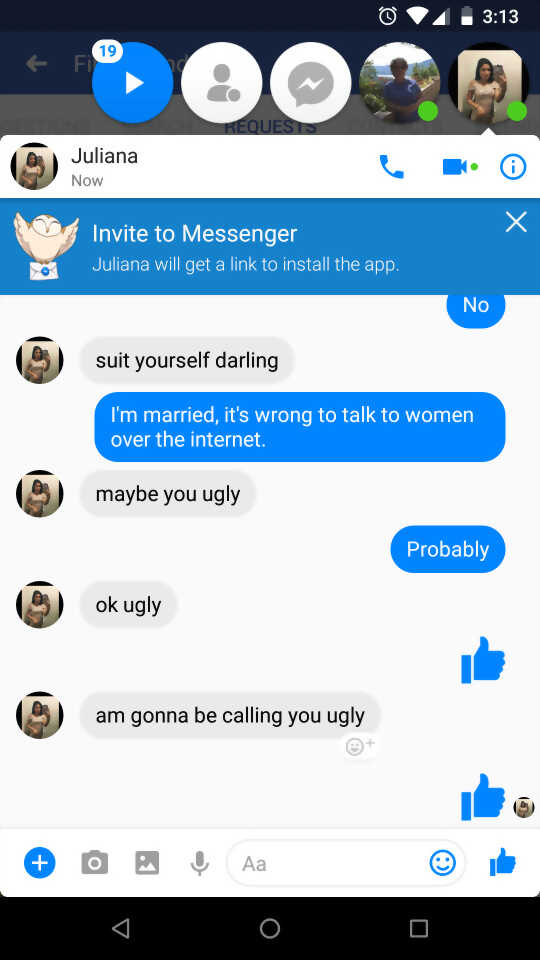 3:13
19
Fi
nd
REQUESTS
Juliana
Now
Invite to Messenger
Juliana will get a link to install the app.
No
suit yourself darling
I'm married, it's wrong to talk to women
over the internet.
maybe you ugly
Probably
ok ugly
am gonna be calling you ugly
Aa